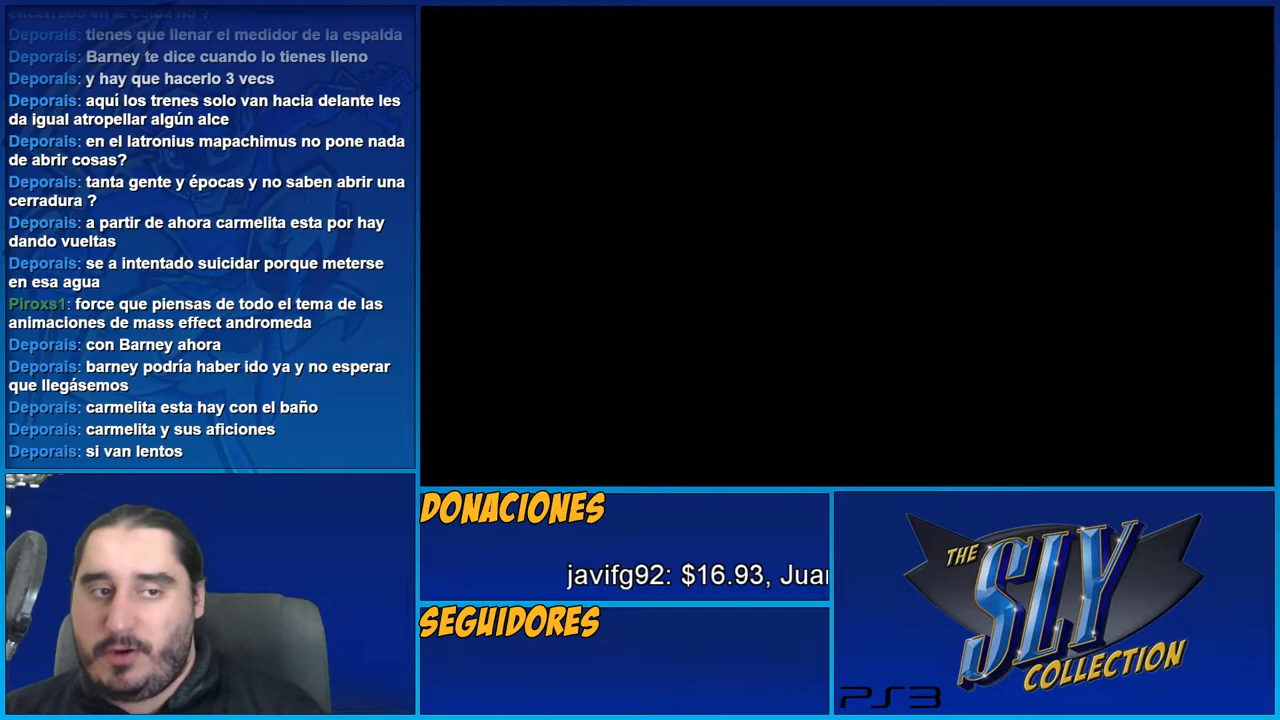 Deporais: tienes que llenar el medidor de la espalda
Deporais: Barney te dice cuando lo tienes lleno
Deporais: y hay que hacerlo 3 vecs
Deporais: aquí los trenes solo van hacia delante les
da igual atropellar algún alce
Deporais: en el latronius mapachimus no pone nada
de abrir cosas?
Deporais: tanta gente y épocas y no saben abrir una
cerradura ?
Deporais: a partir de ahora carmelita esta por hay
dando vueltas
Deporais: se a intentado suicidar porque meterse
en esa agua
Piroxs1: force que piensas de todo el tema de las
animaciones de mass effect andromeda
Deporais: con Barney ahora
Deporais: barney podría haber ido ya y no esperar
que llegásemos
Deporais: carmelita esta hay con el baño
Deporais: carmelita y sus aficiones
Deporais: si van lentos
DONACIONES
javifg92: $16.93, Juan
SEGUIDORES
THE
SLY
COLLECTION
PS3